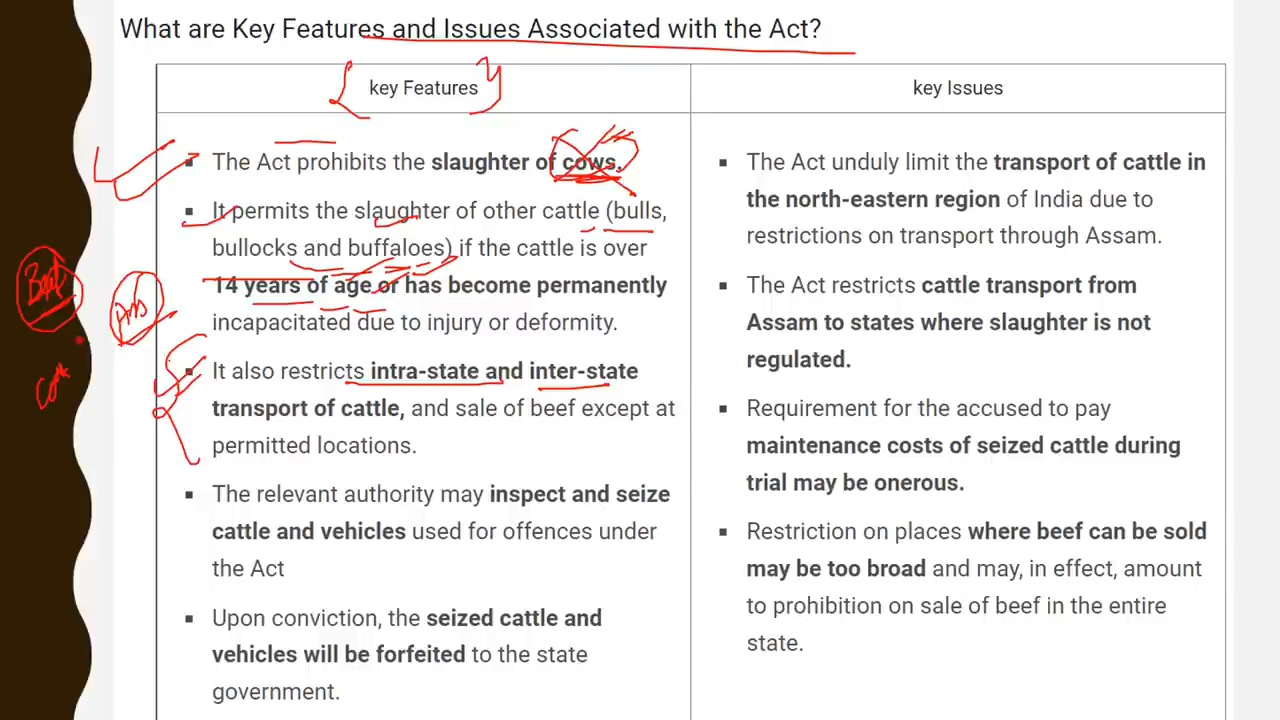 What are Key Features and Issues Associated with the Act?
key Features
key Issues
▪ The Act prohibits the slaughter of cows.
▪ It permits the slaughter of other cattle (bulls,
bullocks and buffaloes) if the cattle is over
14 years of age or has become permanently
incapacitated due to injury or deformity.
▪ It also restricts intra-state and inter-state
transport of cattle, and sale of beef except at
permitted locations.
▪ The relevant authority may inspect and seize
cattle and vehicles used for offences under
the Act
▪ Upon conviction, the seized cattle and
vehicles will be forfeited to the state
government.
▪ The Act unduly limit the transport of cattle in
the north-eastern region of India due to
restrictions on transport through Assam.
▪ The Act restricts cattle transport from
Assam to states where slaughter is not
regulated.
▪ Requirement for the accused to pay
maintenance costs of seized cattle during
trial may be onerous.
▪ Restriction on places where beef can be sold
may be too broad and may, in effect, amount
to prohibition on sale of beef in the entire
state.
Beef